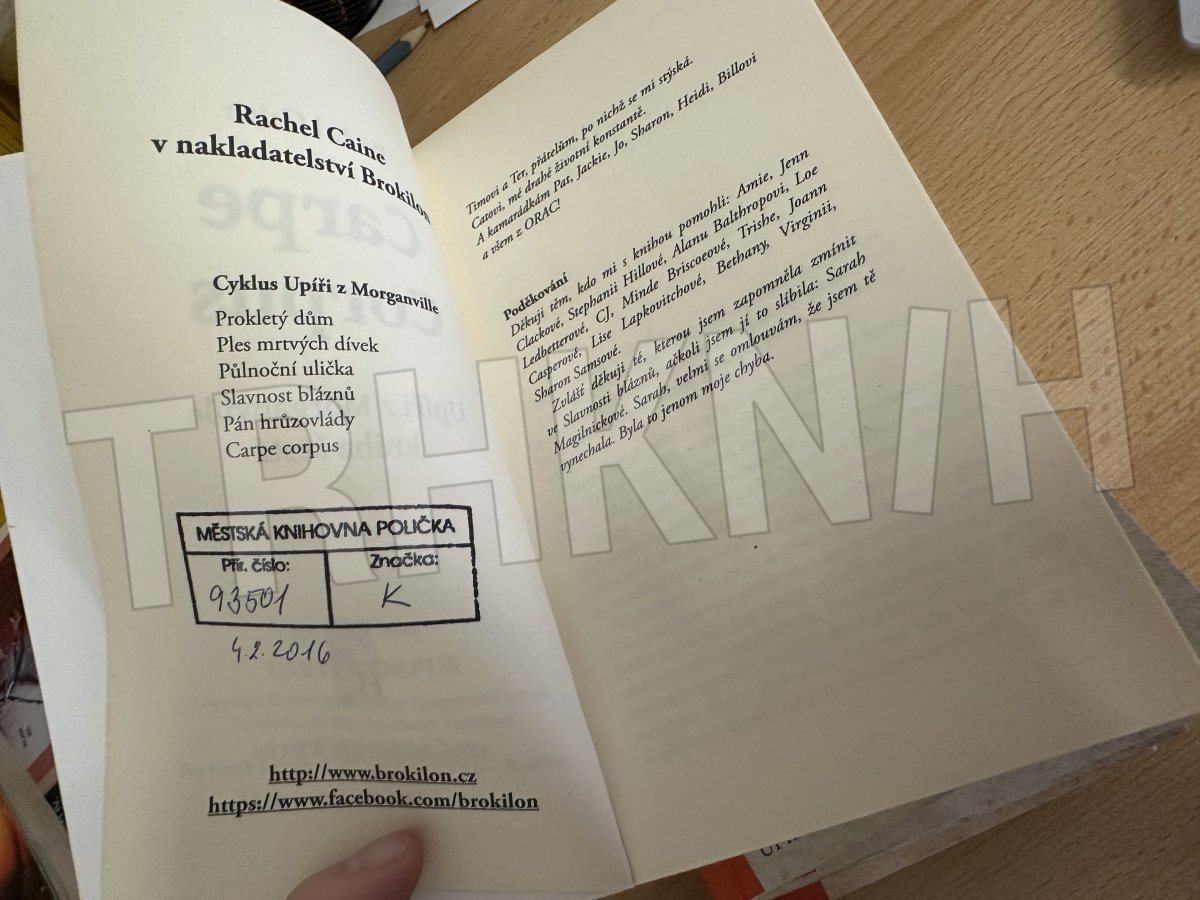 Rachel Caine
v nakladatelství Brokilon
Cyklus Upíři z Morganville
Prokletý dům
Ples mrtvých dívek
Půlnoční ulička
Slavnost bláznů
Pán hrůzovlády
Carpe corpus
MĚSTSKÁ KNIHOVNA POLIČKA
Přír. číslo:
Značka:
93501
K
4.2.2016
http://www.brokilon.cz
https://www.facebook.com/brokilon
Timovi a Ter, přátelům, po nichž se mi stýská.
Catovi, mé drahé životní konstantě.
A kamarádkám Pat, Jackie, Jo, Sharon, Heidi, Billovi
a všem z ORAC!
Poděkování
Děkuji těm, kdo mi s knihou pomohli: Amie, Jenn
Clackové, Stephanii Hillové, Alanu Balthropovi, Loe
Ledbetterové, CJ, Minde Briscoeové, Trishe, Joann
Casperové, Lise Lapkovitchové, Bethany, Virginii,
Sharon Samsové.
Zvlášť děkuji té, kterou jsem zapomněla zmínit
ve Slavnosti bláznů, ačkoli jsem jí to slíbila: Sarah
Magilnickové. Sarah, velmi se omlouvám, že jsem tě
vynechala. Byla to jenom moje chyba.
TRHKNIH